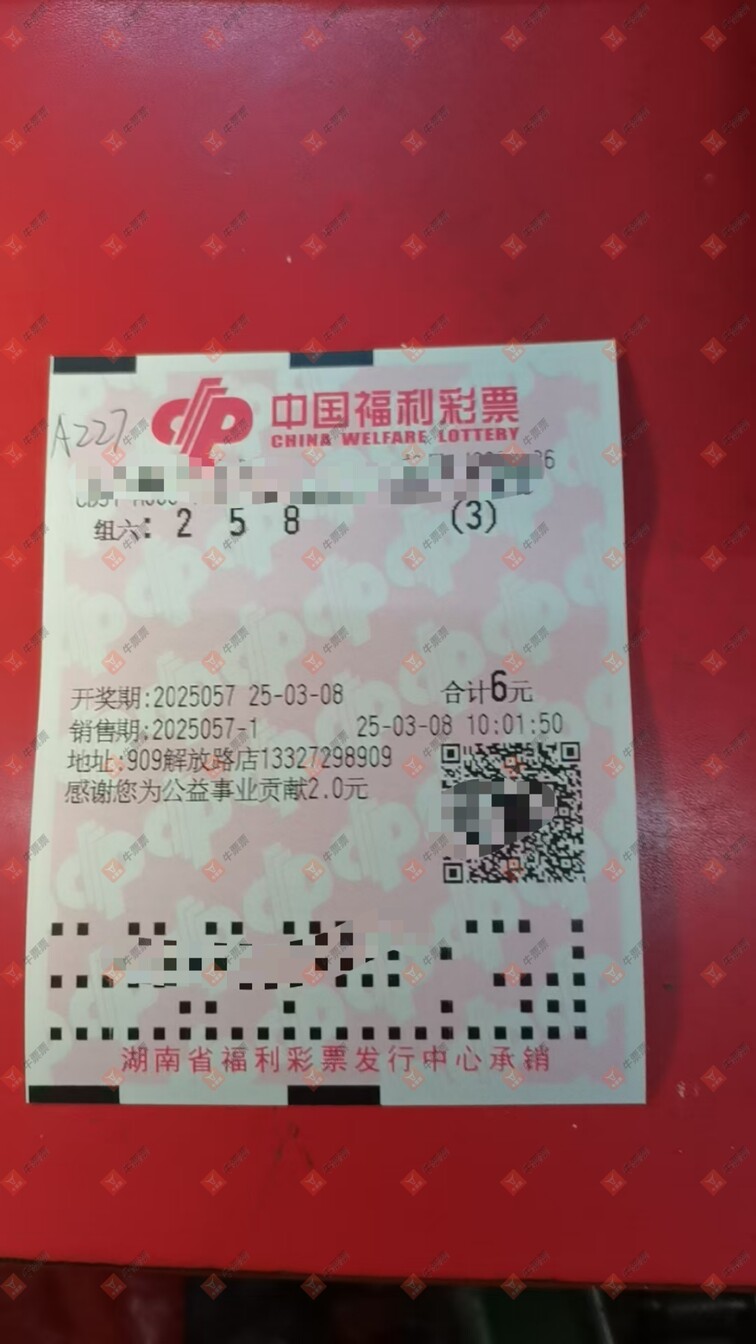 A227
中国福利彩票
CHINA WELFARE LOTTERY
组六: 2 5 8 (3)
开奖期:2025057 25-03-08 合计6元
销售期:2025057-1 25-03-08 10:01:50
地址:909解放路店13327298909
感谢您为公益事业贡献2.0元
湖南省福利彩票发行中心承销
牛票票